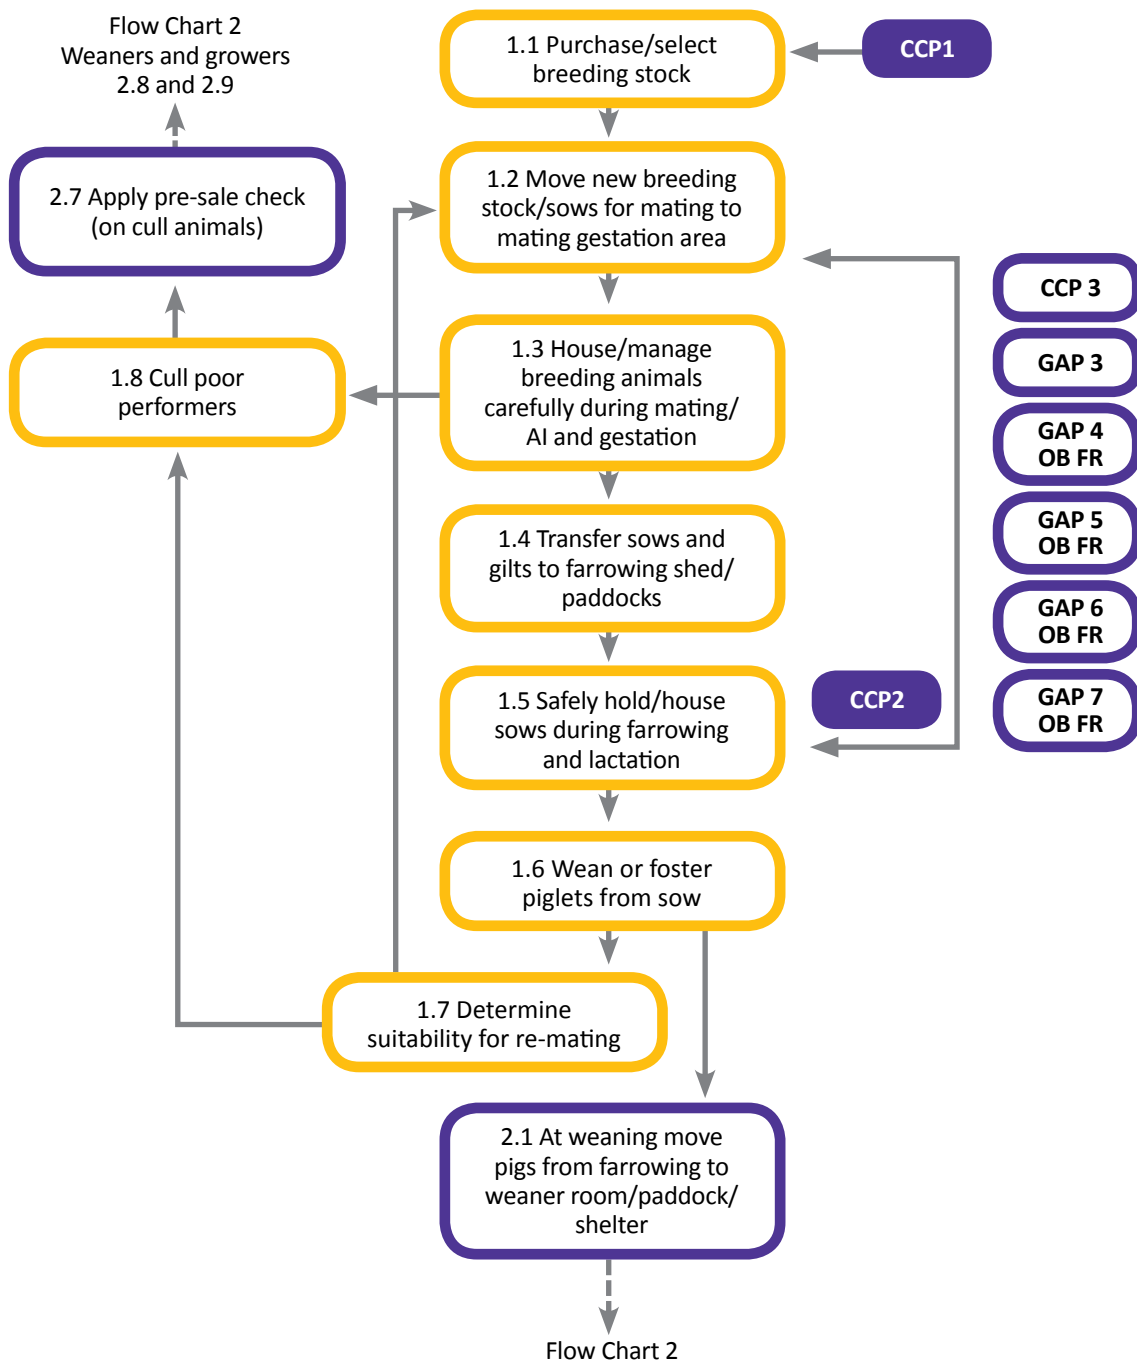 Flow Chart 2
Weaners and growers
2.8 and 2.9
1.1 Purchase/select
breeding stock
CCP1
2.7 Apply pre-sale check
(on cull animals)
1.2 Move new breeding
stock/sows for mating to
mating gestation area
CCP 3
GAP 3
GAP 4
OB FR
GAP 5
OB FR
GAP 6
OB FR
GAP 7
OB FR
1.8 Cull poor
performers
1.3 House/manage
breeding animals
carefully during mating/
AI and gestation
1.4 Transfer sows and
gilts to farrowing shed/
paddocks
1.5 Safely hold/house
sows during farrowing
and lactation
CCP2
1.6 Wean or foster
piglets from sow
1.7 Determine
suitability for re-mating
2.1 At weaning move
pigs from farrowing to
weaner room/paddock/
shelter
Flow Chart 2